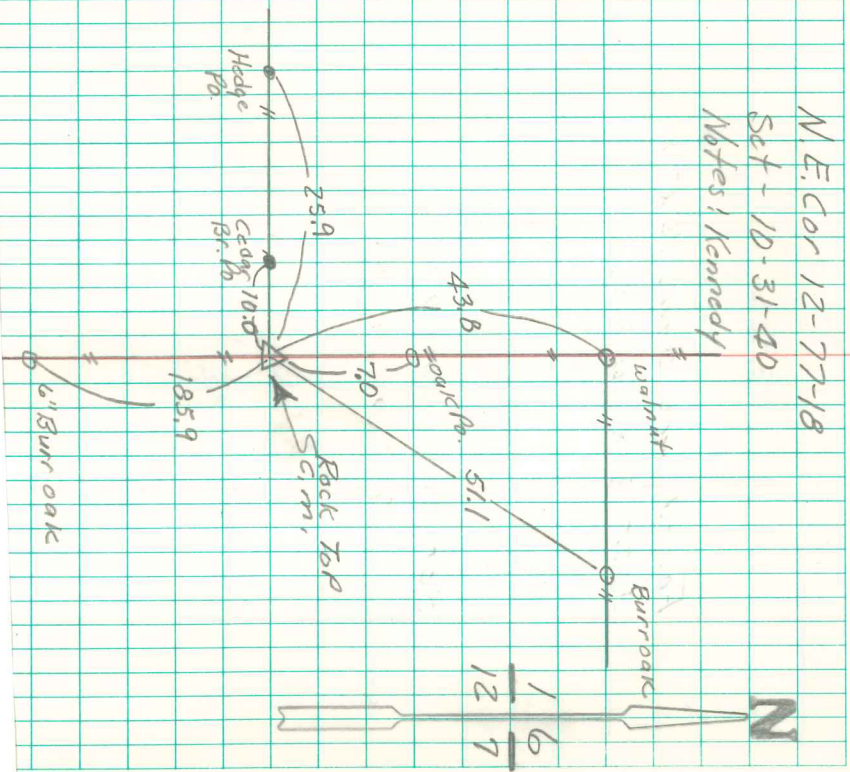 N.E. Cor 12-77-18
Set - 10-31-40
Notes: Kennedy
N
walnut
Burroak
1 6
12 7
43.8
51.1
oak Po.
7.0
Rock Top
S.C.m.
25.9
Cedar
Br. Po
10.0
Hedge
Po.
185.9
6" Burr oak